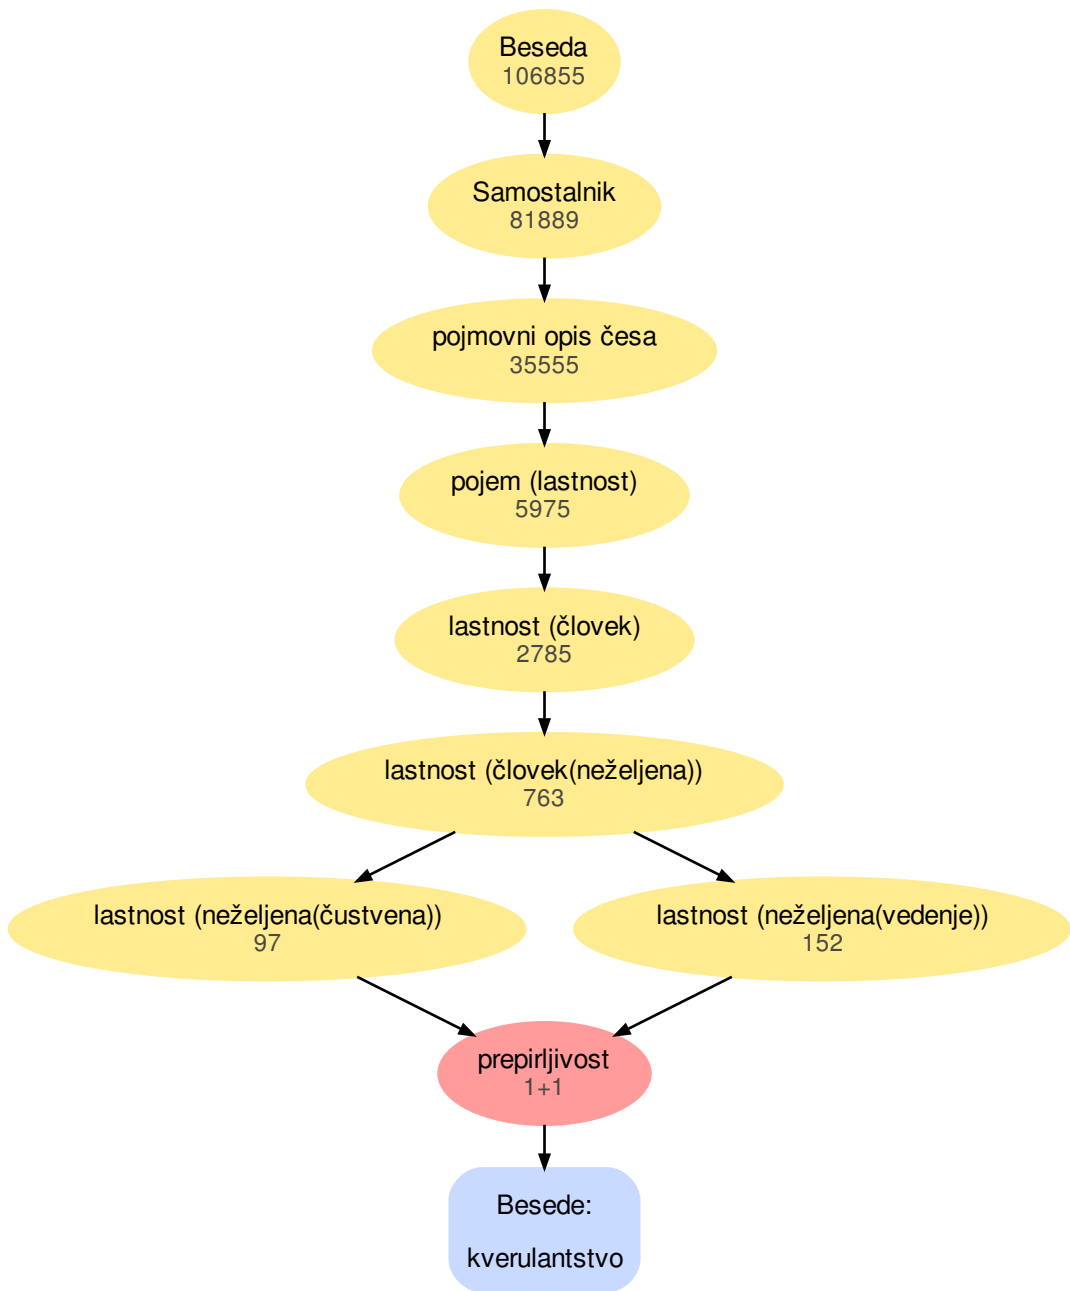 Beseda
106855
Samostalnik
81889
pojmovni opis česa
35555
pojem (lastnost)
5975
lastnost (človek)
2785
lastnost (človek(neželjena))
763
lastnost (neželjena(čustvena))
97
lastnost (neželjena(vedenje))
152
prepirljivost
1+1
Besede:
kverulantstvo